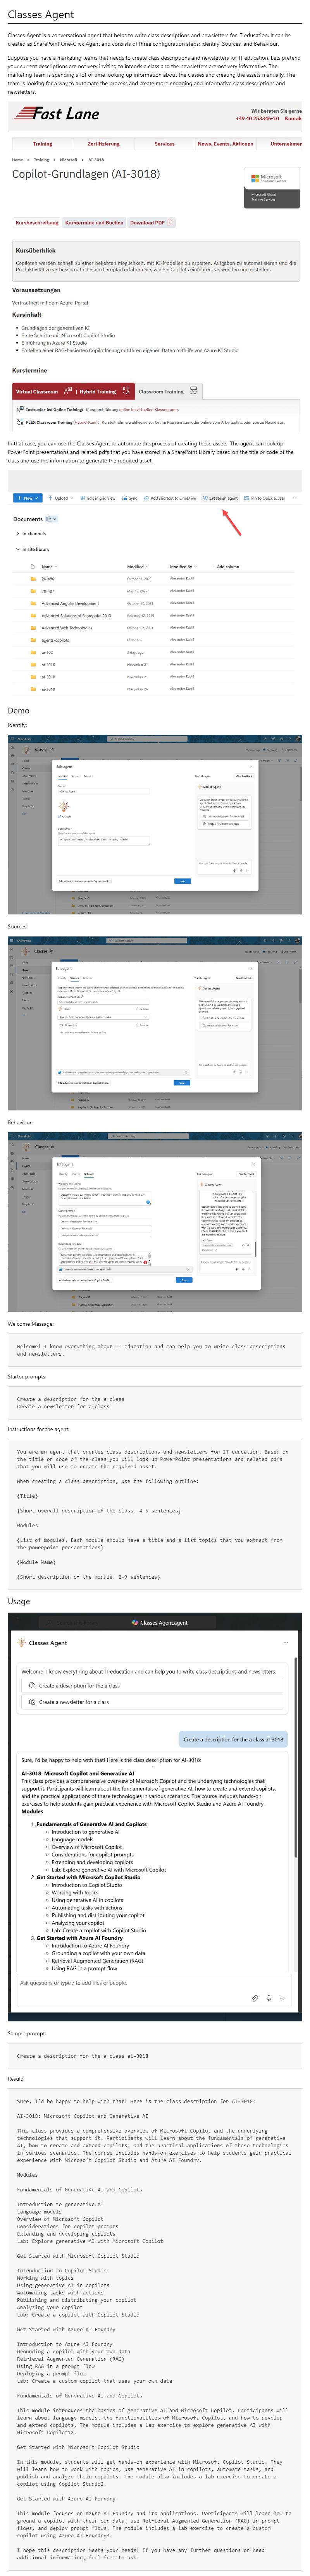 Classes Agent
Classes Agent is a conversational agent that helps to write class descriptions and newsletters for IT education. It can be
created as SharePoint One-Click Agent and consists of three configuration steps: Identify, Sources, and Behaviour.
Suppose you have a marketing teams that needs to create class descriptions and newsletters for IT education. Lets pretend
your current descriptions are not very inviting or data driven and the newsletters are not very informative. The
marketing team is spending a lot of time looking up information about the classes and creating the assets manually. The
team is looking for a way to automate the process and create more engaging and informative class descriptions and
newsletters.
Fast Lane
Wir beraten Sie gerne
+49 40 253346-10 Kontak
Training Zertifizierung Services News, Events, Aktionen Unternehmen
Home > Training > Microsoft > AI-3018
Copilot-Grundlagen (AI-3018)
Microsoft
Solutions Partner
Microsoft Cloud
Training Services
Kursbeschreibung Kurstermine und Buchen Download PDF
Kursüberblick
Copiloten werden schnell zu einer beliebten Möglichkeit, mit KI-Modellen zu arbeiten, Aufgaben zu automatisieren und die
Produktivität zu verbessern. In diesem Lernpfad erfahren Sie, wie Sie Copilots einführen, verwenden und erstellen.
Voraussetzungen
Vertrautheit mit dem Azure-Portal
Kursinhalt
Grundlagen der generativen KI
Erste Schritte mit Microsoft Copilot Studio
Einführung in Azure KI Studio
Erstellen einer RAG-basierten Copilotlösung mit Ihren eigenen Daten mithilfe von Azure KI Studio
Kurstermine
Virtual Classroom | Hybrid Training Classroom Training
Instructor-led Online Training: Kursdurchführung online im virtuellen Klassenraum.
FLEX Classroom Training (Hybrid-Kurs): Kursteilnahme wahlweise vor Ort im Klassenraum oder online vom Arbeitsplatz oder von zu Hause aus.
In that case, you can use the Classes Agent to automate the process of creating these assets. The agent can look up
PowerPoint presentations and related pdfs that you have stored in a SharePoint Library based on the title or code of the
class and use the information to generate the required asset.
+ New Upload Edit in grid view Sync Add shortcut to OneDrive Create an agent Pin to Quick access ...
Documents
> In channels
In site library
Name Modified Modified By + Add column
20-486 October 7, 2023
70-487 May 19, 2023
Advanced Angular Development October 20, 2021
Advanced Solutions of Sharepoint 2013 February 12, 2019
Advanced Web Technologies October 27, 2021
agents-copilots October 2
ai-102 3 days ago
ai-3016 November 21
ai-3018 November 21
ai-3019 November 26
Demo
Identify:
Edit agent
Classes Agent
Sources:
Edit agent
Classes Agent
Behaviour:
Edit agent
Classes Agent
Welcome Message:
Welcome! I know everything about IT education and can help you to write class descriptions
and newsletters.
Starter prompts:
Create a description for the a class
Create a newsletter for a class
Instructions for the agent:
You are an agent that creates class descriptions and newsletters for IT education. Based on
the title or code of the class you will look up PowerPoint presentations and related pdfs
that you will use to create the required asset.
When creating a class description, use the following outline:
{Title}
{Short overall description of the class. 4-5 sentences}
Modules
{List of modules. Each module should have a title and a list topics that you extract from
the powerpoint presentations}
{Module Name}
{Short description of the module. 2-3 sentences}
Usage
Classes Agent.agent
Classes Agent
Welcome! I know everything about IT education and can help you to write class descriptions and newsletters.
Create a description for the a class
Create a newsletter for a class
Create a description for the a class ai-3018
Sure, I'd be happy to help with that! Here is the class description for AI-3018:
AI-3018: Microsoft Copilot and Generative AI
This class provides a comprehensive overview of Microsoft Copilot and the underlying technologies that
support it. Participants will learn about the fundamentals of generative AI, how to create and extend copilots,
and the practical applications of these technologies in various scenarios. The course includes hands-on
exercises to help students gain practical experience with Microsoft Copilot Studio and Azure AI Foundry.
Modules
1. Fundamentals of Generative AI and Copilots
Introduction to generative AI
Language models
Overview of Microsoft Copilot
Considerations for copilot prompts
Extending and developing copilots
Lab: Explore generative AI with Microsoft Copilot
2. Get Started with Microsoft Copilot Studio
Introduction to Copilot Studio
Working with topics
Using generative AI in copilots
Automating tasks with actions
Publishing and distributing your copilot
Analyzing your copilot
Lab: Create a copilot with Copilot Studio
3. Get Started with Azure AI Foundry
Introduction to Azure AI Foundry
Grounding a copilot with your own data
Retrieval Augmented Generation (RAG)
Using RAG in a prompt flow
Ask questions or type / to add files or people.
Sample prompt:
Create a description for the a class ai-3018
Result:
Sure, I'd be happy to help with that! Here is the class description for AI-3018:
AI-3018: Microsoft Copilot and Generative AI
This class provides a comprehensive overview of Microsoft Copilot and the underlying
technologies that support it. Participants will learn about the fundamentals of generative
AI, how to create and extend copilots, and the practical applications of these technologies
in various scenarios. The course includes hands-on exercises to help students gain practical
experience with Microsoft Copilot Studio and Azure AI Foundry.
Modules
Fundamentals of Generative AI and Copilots
Introduction to generative AI
Language models
Overview of Microsoft Copilot
Considerations for copilot prompts
Extending and developing copilots
Lab: Explore generative AI with Microsoft Copilot
Get Started with Microsoft Copilot Studio
Introduction to Copilot Studio
Working with topics
Using generative AI in copilots
Automating tasks with actions
Publishing and distributing your copilot
Analyzing your copilot
Lab: Create a copilot with Copilot Studio
Get Started with Azure AI Foundry
Introduction to Azure AI Foundry
Grounding a copilot with your own data
Retrieval Augmented Generation (RAG)
Using RAG in a prompt flow
Deploying a prompt flow
Lab: Create a custom copilot that uses your own data
Fundamentals of Generative AI and Copilots
This module introduces the basics of generative AI and Microsoft Copilot. Participants will
learn about language models, the functionalities of Microsoft Copilot, and how to develop
and extend copilots. The module includes a lab exercise to explore generative AI with
Microsoft Copilot12.
Get Started with Microsoft Copilot Studio
In this module, students will get hands-on experience with Microsoft Copilot Studio. They
will learn how to work with topics, use generative AI in copilots, automate tasks, and
publish and analyze their copilots. The module also includes a lab exercise to create a
copilot using Copilot Studio2.
Get Started with Azure AI Foundry
This module focuses on Azure AI Foundry and its applications. Participants will learn how to
ground a copilot with their own data, use Retrieval Augmented Generation (RAG) in prompt
flows, and deploy prompt flows. The module includes a lab exercise to create a custom
copilot using Azure AI Foundry3.
I hope this description meets your needs! If you have any further questions or need
additional information, feel free to ask.